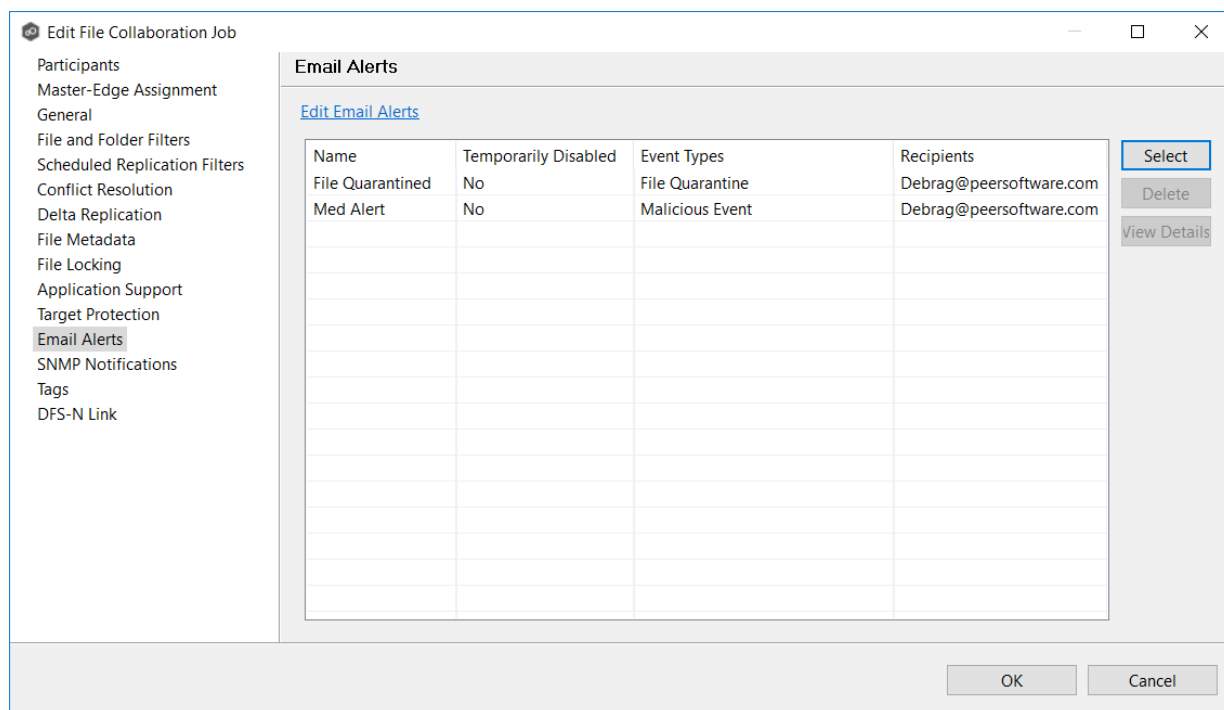 Edit File Collaboration Job
Participants
Master-Edge Assignment
General
File and Folder Filters
Scheduled Replication Filters
Conflict Resolution
Delta Replication
File Metadata
File Locking
Application Support
Target Protection
Email Alerts
SNMP Notifications
Tags
DFS-N Link
Email Alerts
Edit Email Alerts
Name Temporarily Disabled Event Types Recipients
File Quarantined No File Quarantine Debrag@peersoftware.com
Med Alert No Malicious Event Debrag@peersoftware.com
Select
Delete
View Details
OK Cancel